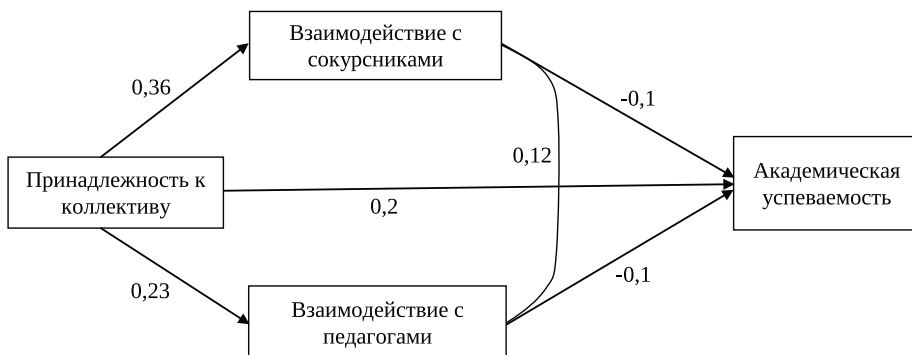 Взаимодействие с
сокурсниками
0,36
-0,1
0,12
Принадлежность к
коллективу
0,2
Академическая
успеваемость
0,23
-0,1
Взаимодействие с
педагогами